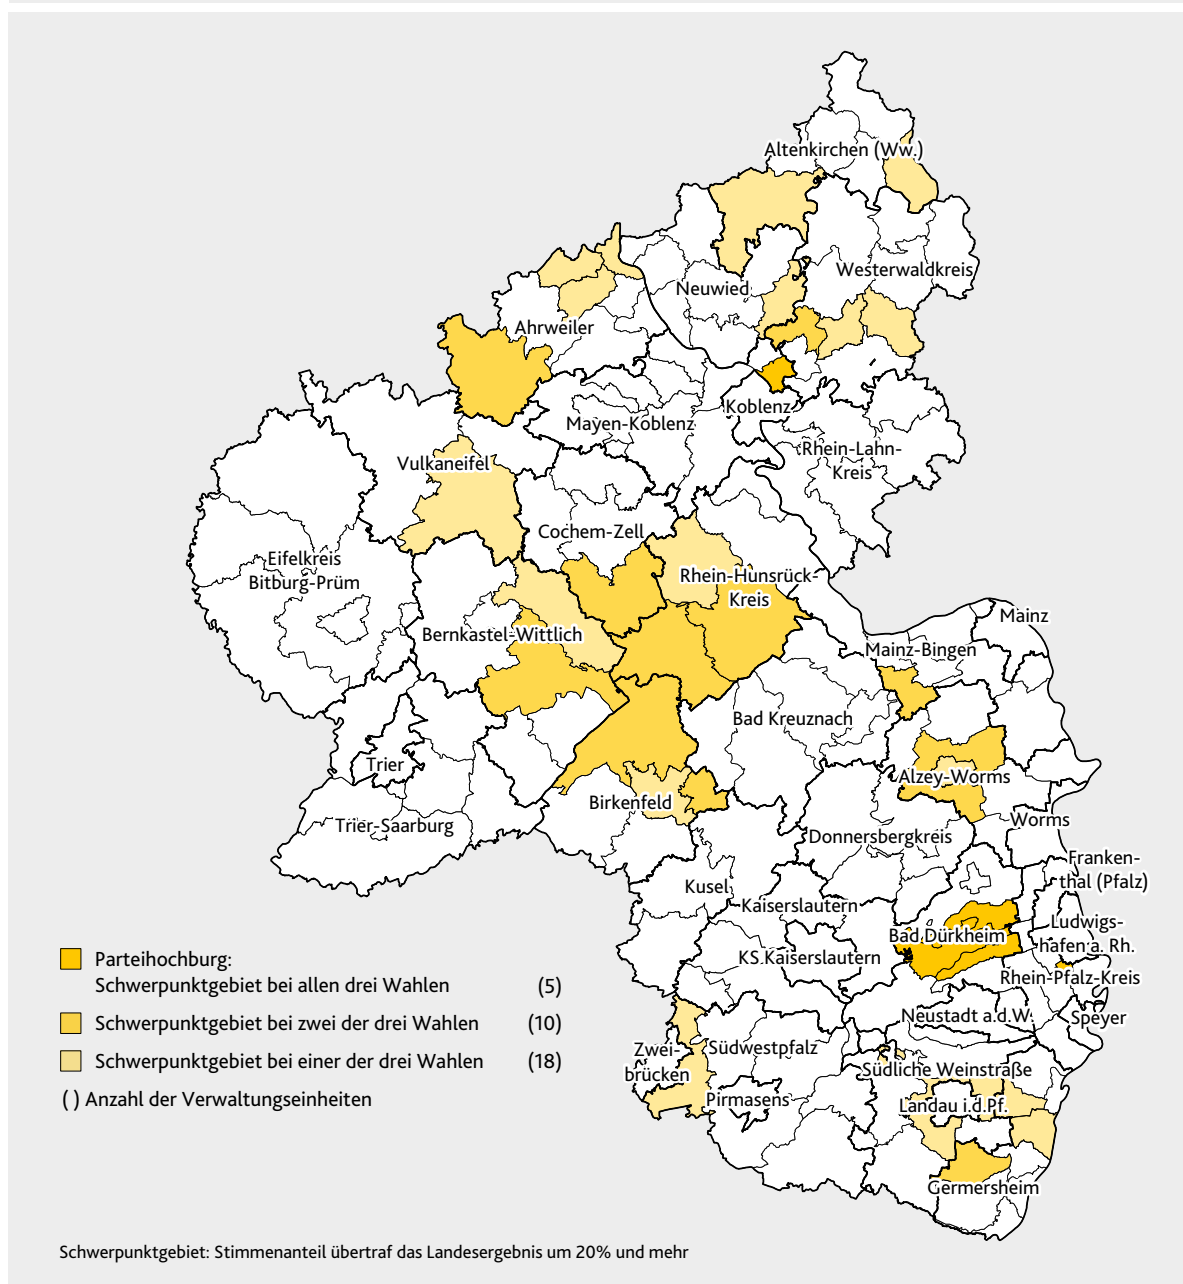 Altenkirchen (Ww.)
Westerwaldkreis
Neuwied
Ahrweiler
Koblenz
Mayen-Koblenz
Rhein-Lahn-
Kreis
Vulkaneifel
Cochem-Zell
Eifelkreis
Bitburg-Prüm
Rhein-Hunsrück-
Kreis
Mainz
Bernkastel-Wittlich
Mainz-Bingen
Bad Kreuznach
Trier
Alzey-Worms
Birkenfeld
Trier-Saarburg
Worms
Donnersbergkreis
Franken-
thal (Pfalz)
Kusel
Kaiserslautern
Ludwigs-
hafen a. Rh.
Bad Dürkheim
KS.Kaiserslautern
Rhein-Pfalz-Kreis
Neustadt a.d.W.
Speyer
Zwei-
brücken
Südwestpfalz
Südliche Weinstraße
Pirmasens
Landau i.d.Pf.
Germersheim
Parteihochburg:
Schwerpunktgebiet bei allen drei Wahlen (5)
Schwerpunktgebiet bei zwei der drei Wahlen (10)
Schwerpunktgebiet bei einer der drei Wahlen (18)
( ) Anzahl der Verwaltungseinheiten
Schwerpunktgebiet: Stimmenanteil übertraf das Landesergebnis um 20% und mehr